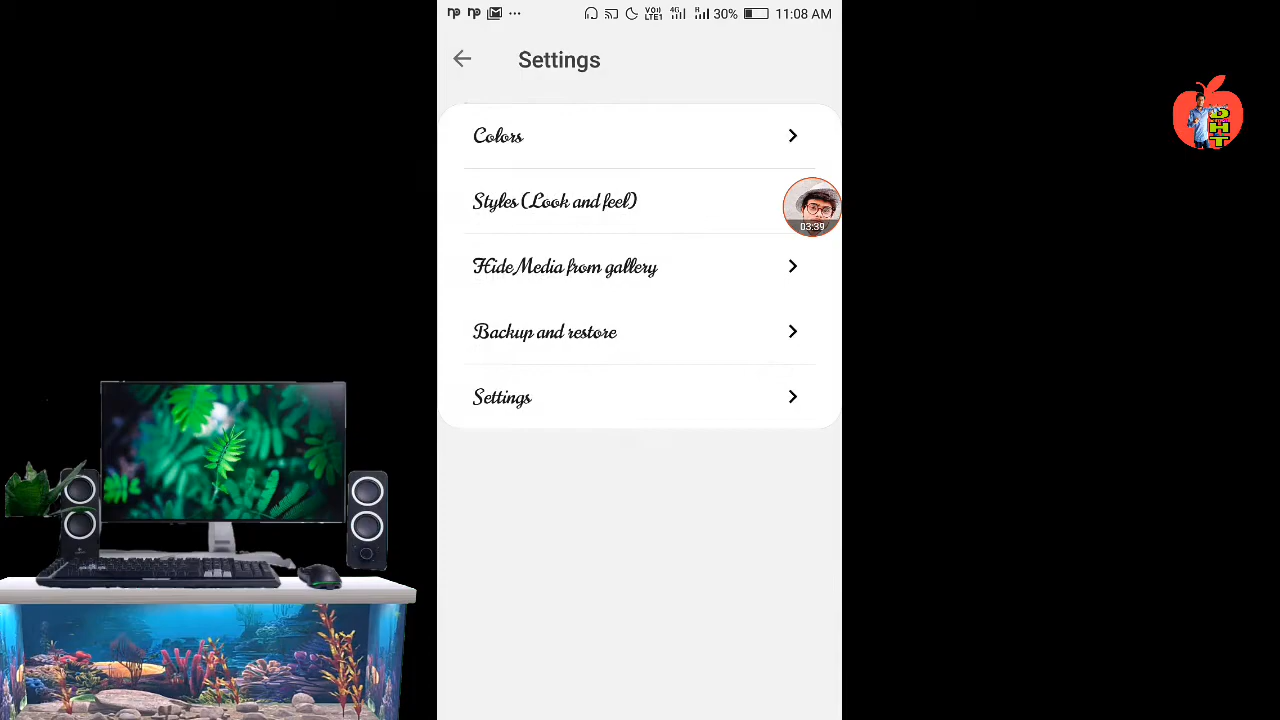 30% 11:08 AM
Settings
Colors
Styles (Look and feel)
03:39
Hide Media from gallery
Backup and restore
Settings
DHT